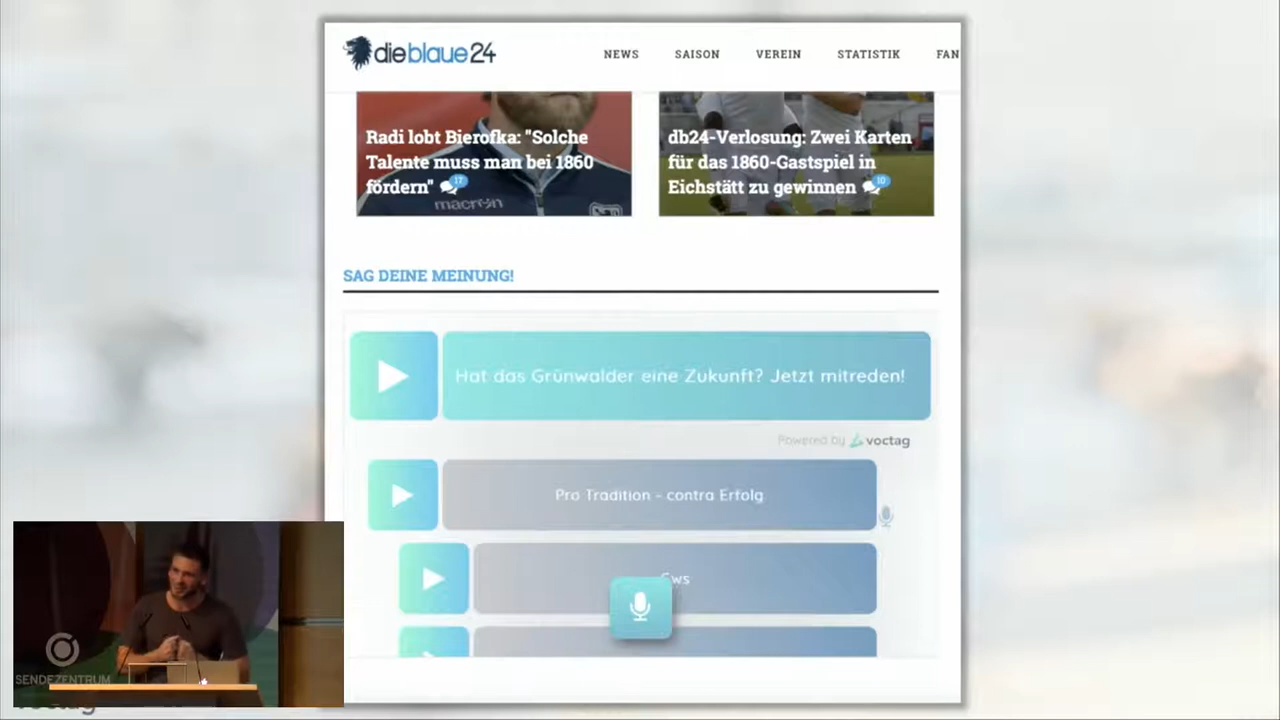 dieblaue24
NEWS SAISON VEREIN STATISTIK FAN
Radi lobt Bierofka: "Solche
Talente muss man bei 1860
fördern" 17
macron
db24-Verlosung: Zwei Karten
für das 1860-Gastspiel in
Eichstätt zu gewinnen 10
SAG DEINE MEINUNG!
Hat das Grünwalder eine Zukunft? Jetzt mitreden!
Powered by voctag
Pro Tradition - contra Erfolg
SENDEZENTRUM
voctag